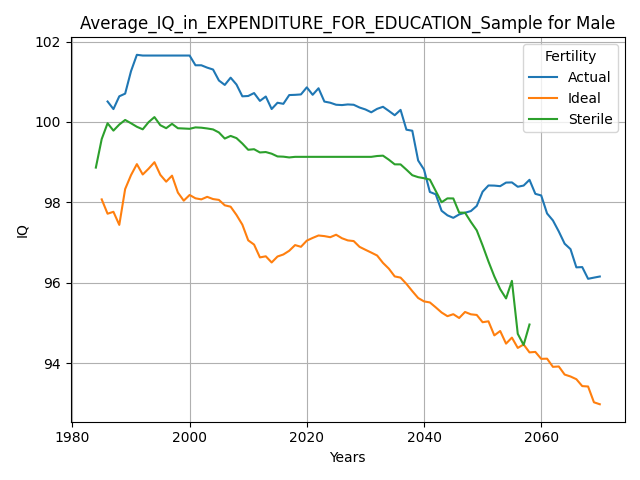 Average_IQ_in_EXPENDITURE_FOR_EDUCATION_Sample for Male
102
100
98
96
94
IQ
Fertility
Actual
Ideal
Sterile
1980
2000
2020
2040
2060
Years